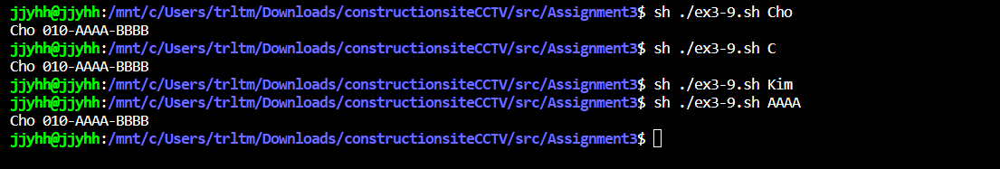 jjyhh@jjyhh:/mnt/c/Users/trltm/Downloads/constructionsiteCCTV/src/Assignment3$ sh ./ex3-9.sh Cho
Cho 010-AAAA-BBBB
jjyhh@jjyhh:/mnt/c/Users/trltm/Downloads/constructionsiteCCTV/src/Assignment3$ sh ./ex3-9.sh C
Cho 010-AAAA-BBBB
jjyhh@jjyhh:/mnt/c/Users/trltm/Downloads/constructionsiteCCTV/src/Assignment3$ sh ./ex3-9.sh Kim
jjyhh@jjyhh:/mnt/c/Users/trltm/Downloads/constructionsiteCCTV/src/Assignment3$ sh ./ex3-9.sh AAAA
Cho 010-AAAA-BBBB
jjyhh@jjyhh:/mnt/c/Users/trltm/Downloads/constructionsiteCCTV/src/Assignment3$